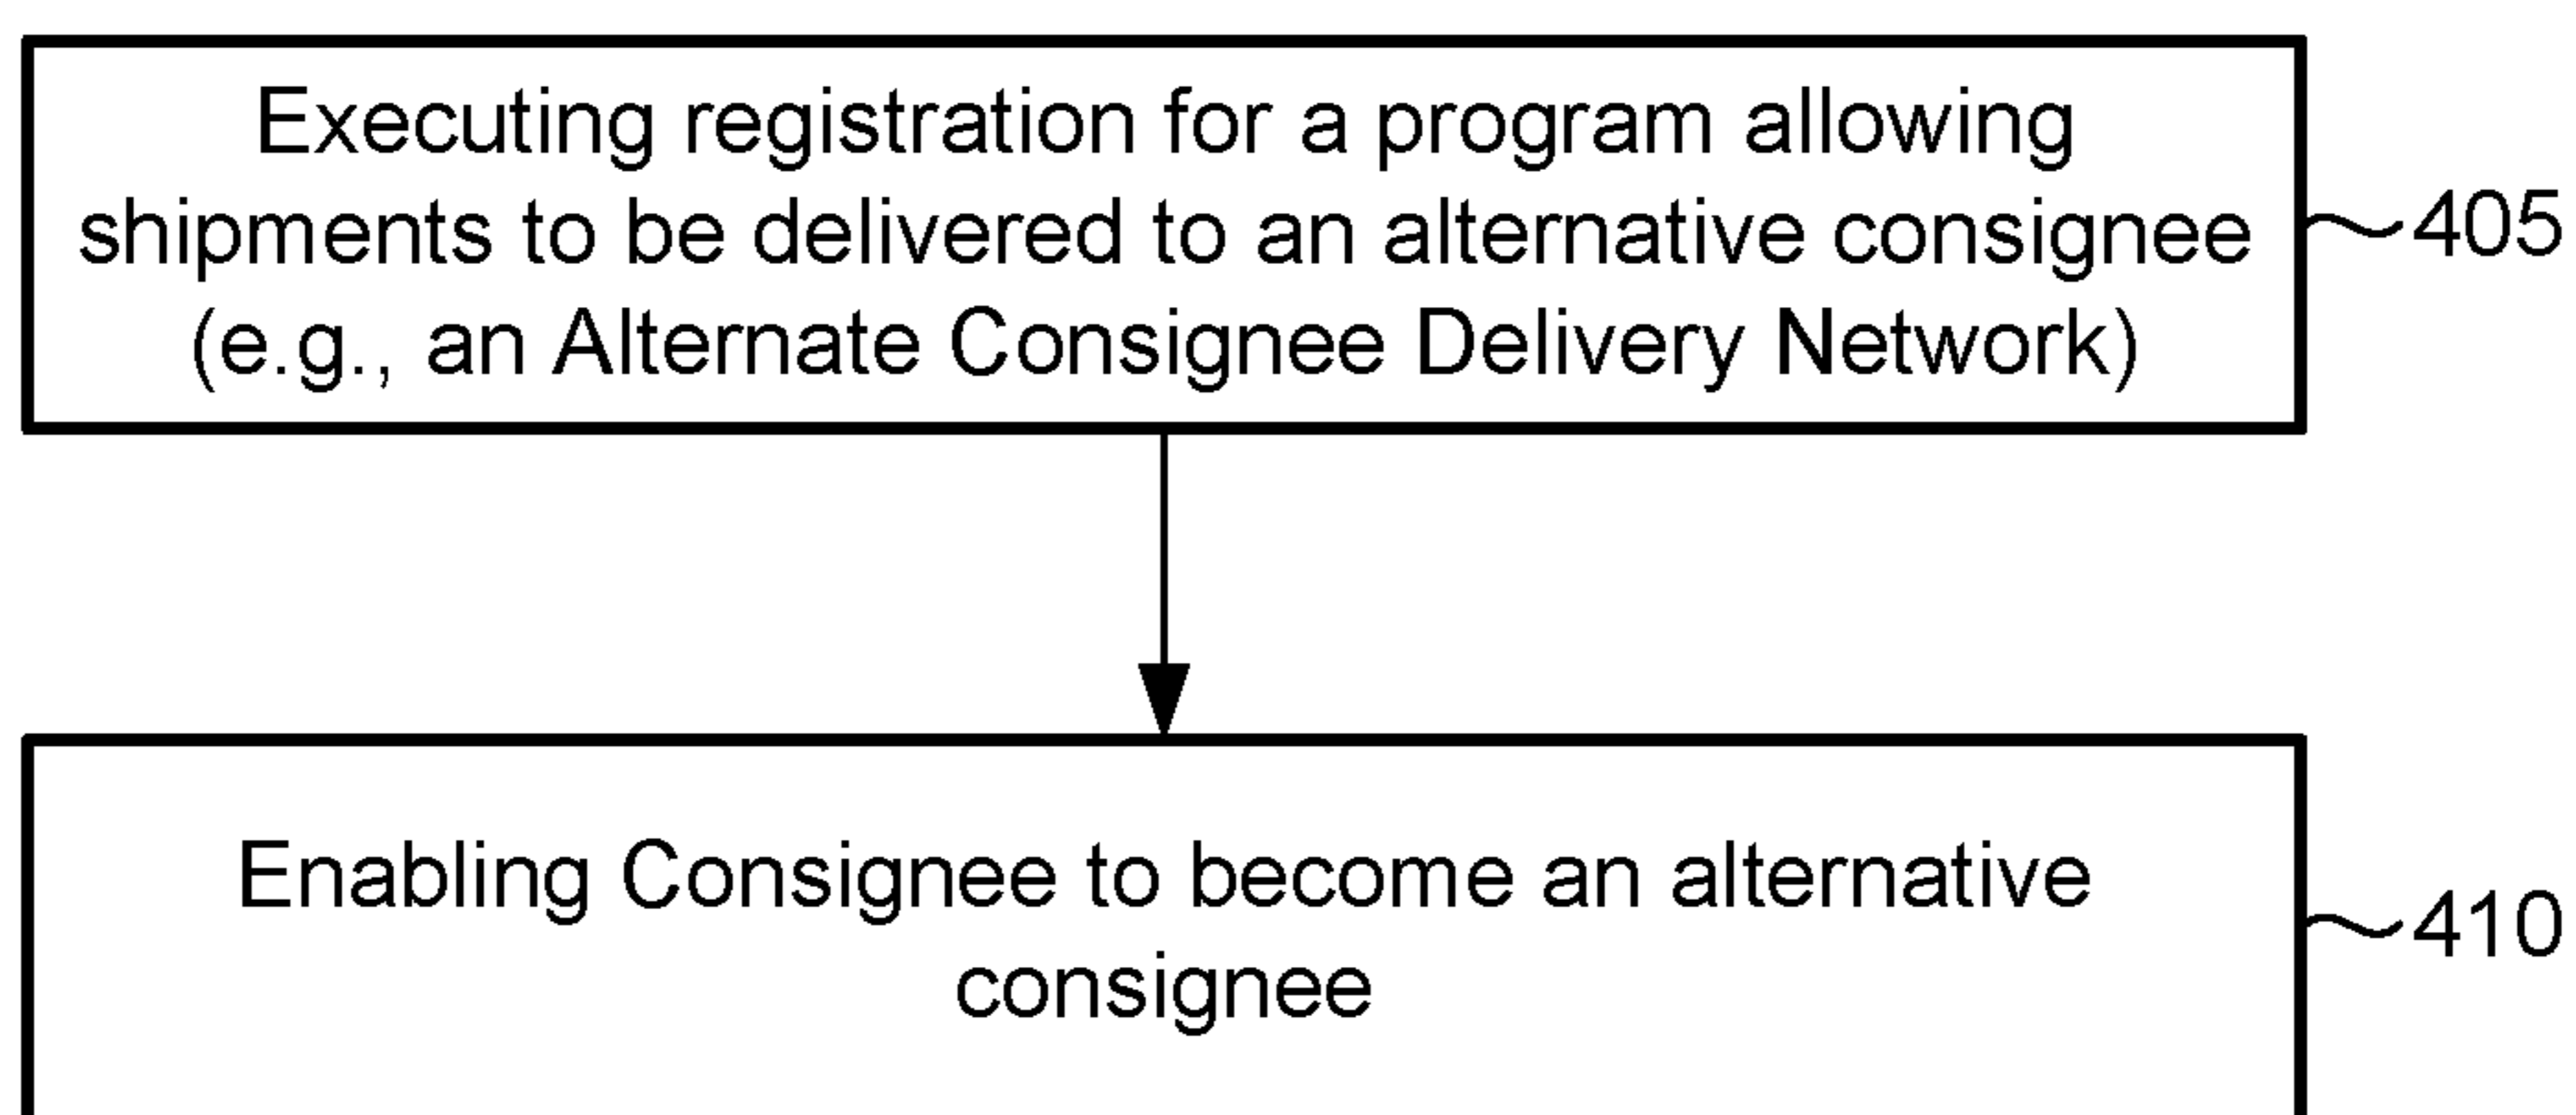 Executing registration for a program allowing
shipments to be delivered to an alternative consignee
(e.g., an Alternate Consignee Delivery Network)
405
Enabling Consignee to become an alternative
consignee
410